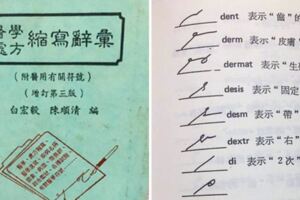 醫學
處方 縮寫辭彙
(附醫用有關符號)
(增訂第三版)
白宏毅 陳順清 編
dent 表示 "齒" 的
derm 表示 "皮膚"
dermat 表示 "生
desis 表示 "固定
desm 表示 "帶"
dextr 表示 "右"
di 表示 "2次"